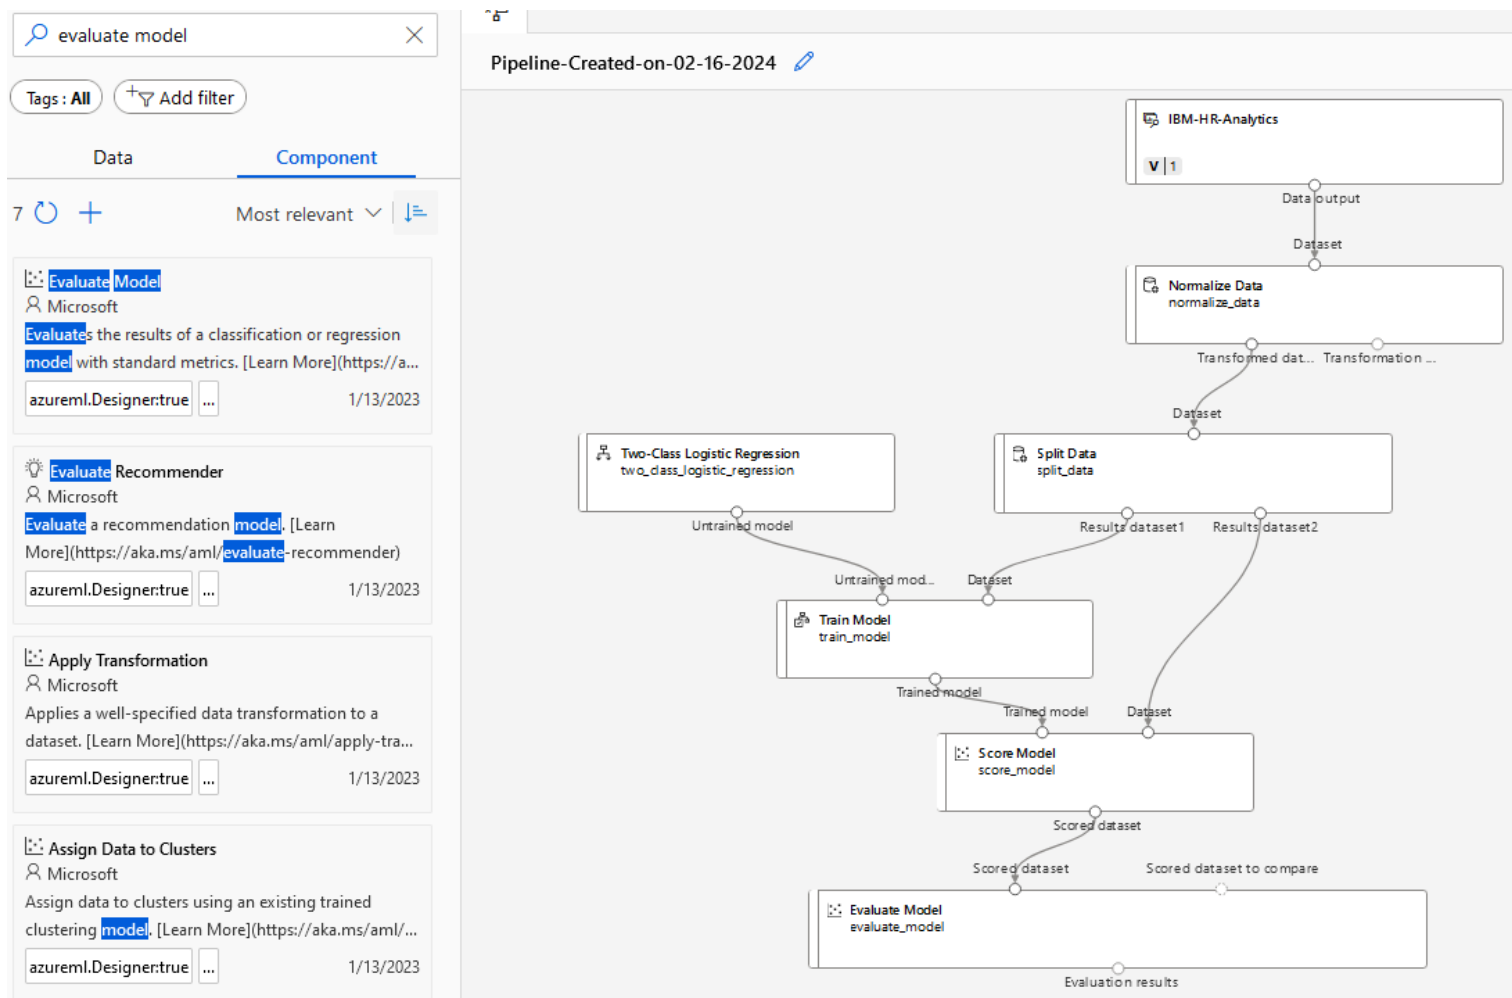 evaluate model
Tags : All
Add filter
Data
Component
7
Most relevant
Evaluate Model
Microsoft
Evaluates the results of a classification or regression
model with standard metrics. [Learn More](https://a...
azureml.Designer:true
...
1/13/2023
Evaluate Recommender
Microsoft
Evaluate a recommendation model. [Learn
More](https://aka.ms/aml/evaluate-recommender)
azureml.Designer:true
...
1/13/2023
Apply Transformation
Microsoft
Applies a well-specified data transformation to a
dataset. [Learn More](https://aka.ms/aml/apply-tra...
azureml.Designer:true
...
1/13/2023
Assign Data to Clusters
Microsoft
Assign data to clusters using an existing trained
clustering model. [Learn More](https://aka.ms/aml/...
azureml.Designer:true
...
1/13/2023
Pipeline-Created-on-02-16-2024
IBM-HR-Analytics
V | 1
Data output
Dataset
Normalize Data
normalize_data
Transformed dat...
Transformation ...
Dataset
Two-Class Logistic Regression
two_class_logistic_regression
Untrained model
Split Data
split_data
Results dataset1
Results dataset2
Untrained mod...
Dataset
Train Model
train_model
Trained model
Trained model
Dataset
Score Model
score_model
Scored dataset
Scored dataset
Scored dataset to compare
Evaluate Model
evaluate_model
Evaluation results